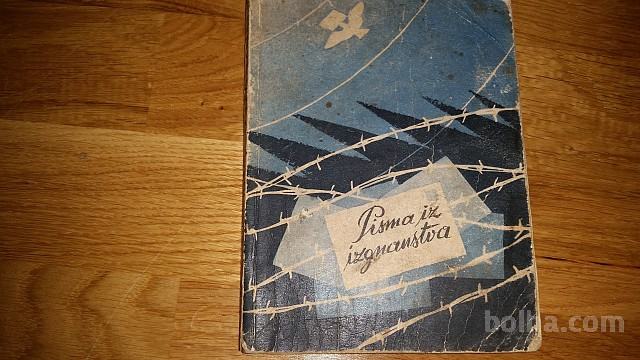 Pisma iz
izgnanstva
bolha.com